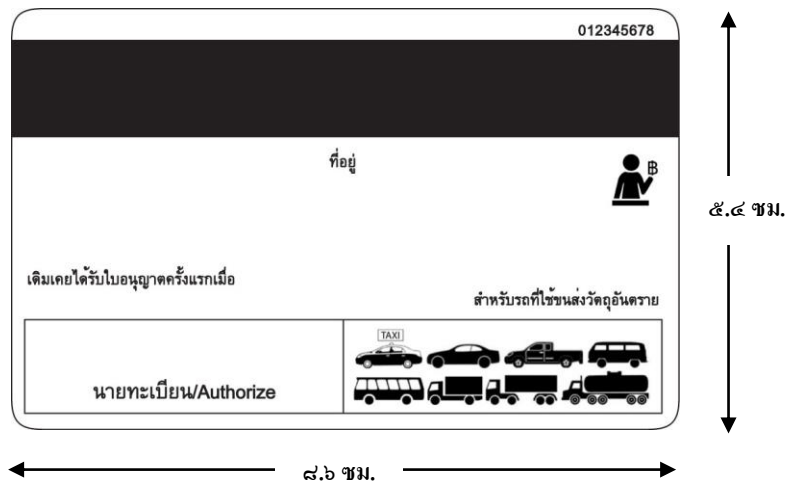 012345678
ที่อยู่
฿
๕.๔ ซม.
เดิมเคยได้รับใบอนุญาตครั้งแรกเมื่อ
สำหรับรถที่ใช้ขนส่งวัตถุอันตราย
TAXI
นายทะเบียน/Authorize
๘.๖ ซม.